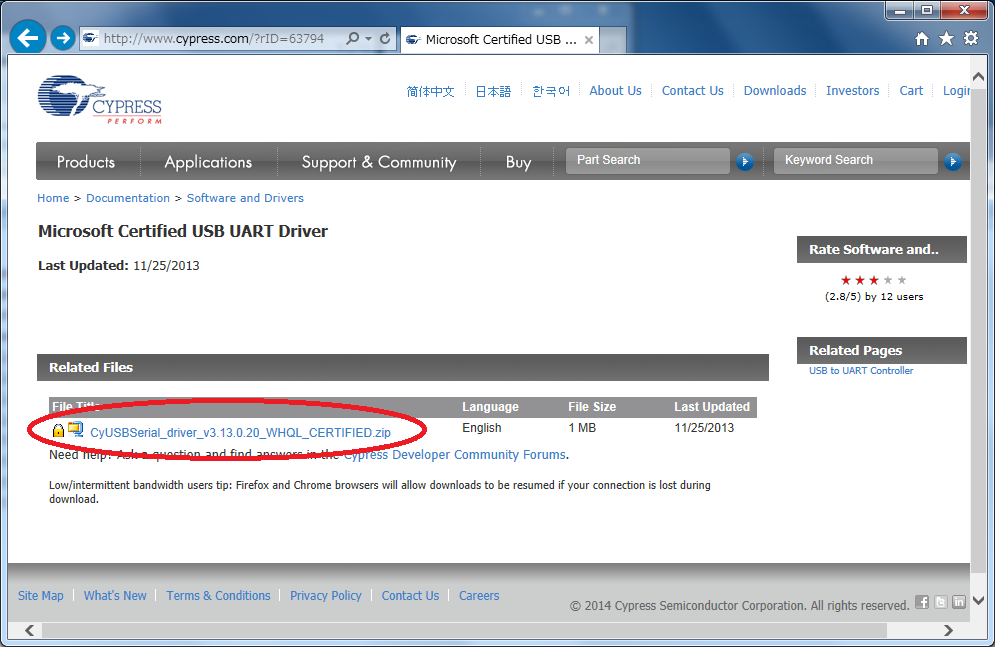 http://www.cypress.com/?rID=63794
Microsoft Certified USB ...
CYPRESS
PERFORM
简体中文 日本語 한국어 About Us Contact Us Downloads Investors Cart Login
Products Applications Support & Community Buy Part Search Keyword Search
Home > Documentation > Software and Drivers
Microsoft Certified USB UART Driver
Last Updated: 11/25/2013
Rate Software and..
(2.8/5) by 12 users
Related Pages
USB to UART Controller
Related Files
File Title Language File Size Last Updated
CyUSBSerial_driver_v3.13.0.20_WHQL_CERTIFIED.zip English 1 MB 11/25/2013
Need help? Ask a question and find answers in the Cypress Developer Community Forums.
Low/intermittent bandwidth users tip: Firefox and Chrome browsers will allow downloads to be resumed if your connection is lost during
download.
Site Map What's New Terms & Conditions Privacy Policy Contact Us Careers
© 2014 Cypress Semiconductor Corporation. All rights reserved.